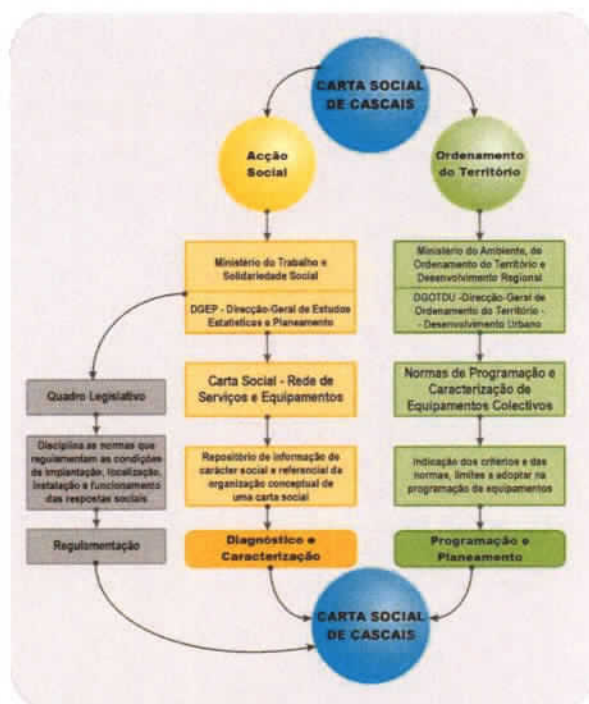 CARTA SOCIAL
DE CASCAIS
Acção
Social
Ordenamento
do Território
Ministério do Trabalho e
Solidariedade Social
DGEP - Direcção-Geral de Estudos
Estatísticos e Planeamento
Ministério do Ambiente, de
Ordenamento do Território e
Desenvolvimento Regional
DGOTDU -Direcção-Geral de
Ordenamento do Território -
- Desenvolvimento Urbano
Quadro Legislativo
Carta Social - Rede de
Serviços e Equipamentos
Normas de Programação e
Caracterização de
Equipamentos Colectivos
Disciplina as normas que
regulamentam as condições
de implantação, localização,
instalação e funcionamento
das respostas sociais
Repositório de informação de
carácter social e referencial da
organização conceptual de
uma carta social
Indicação dos critérios e das
normas, limites a adoptar na
programação de equipamentos
Regulamentação
Diagnóstico e
Caracterização
Programação e
Planeamento
CARTA SOCIAL
DE CASCAIS